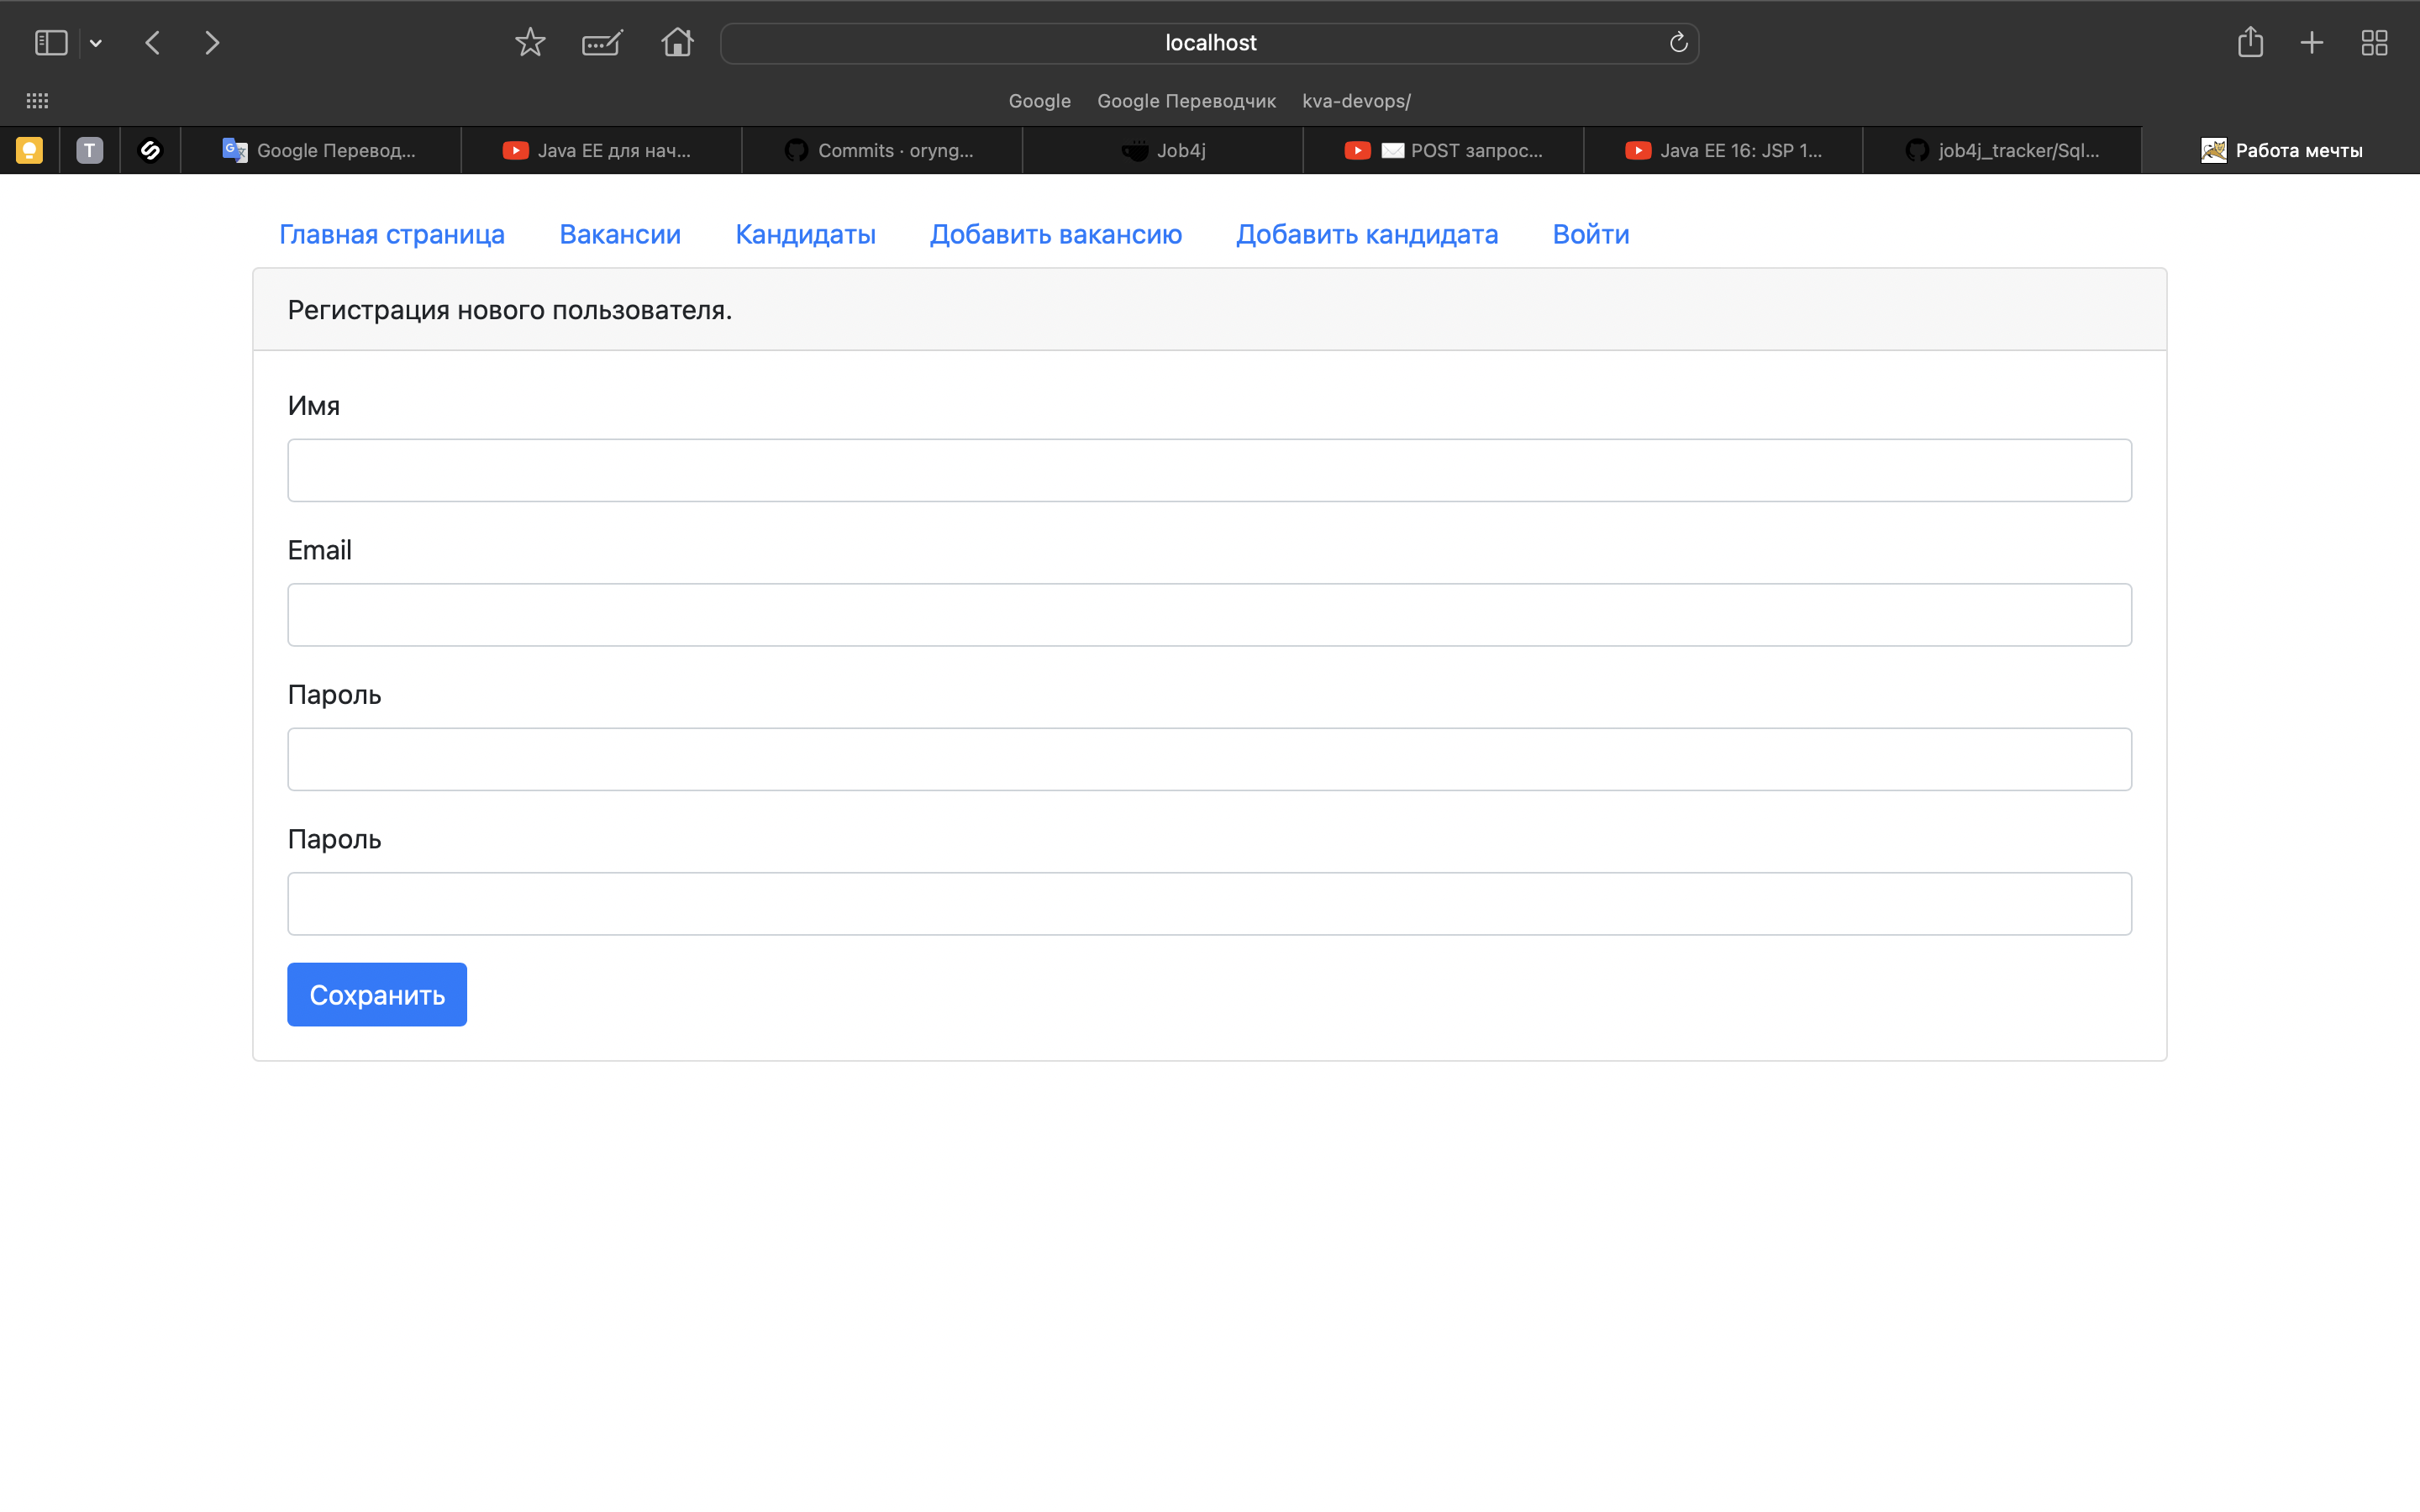 localhost
Google Google Переводчик kva-devops/
T Google Перевод... Java EE для нач... Commits · oryng... Job4j POST запрос... Java EE 16: JSP 1... job4j_tracker/Sql... Работа мечты
Главная страница Вакансии Кандидаты Добавить вакансию Добавить кандидата Войти
Регистрация нового пользователя.
Имя
Email
Пароль
Пароль
Сохранить